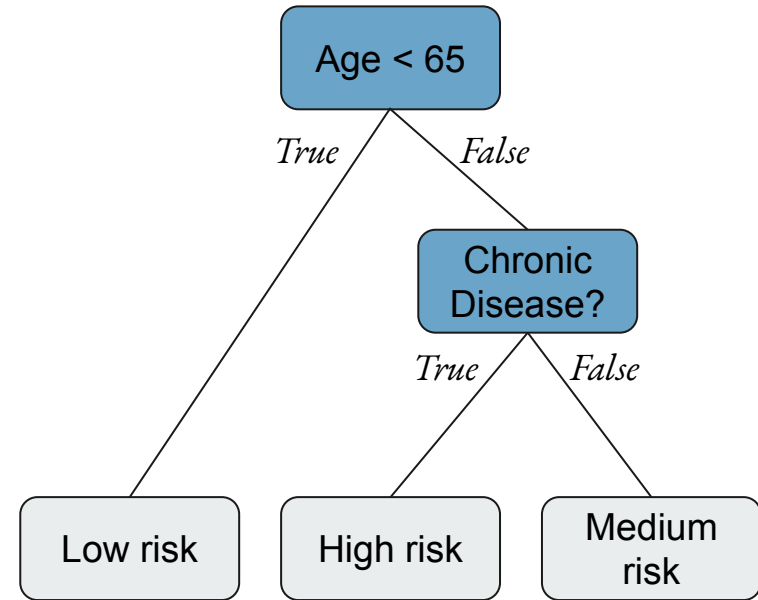 Age < 65
True
False
Chronic
Disease?
True
False
Low risk
High risk
Medium
risk